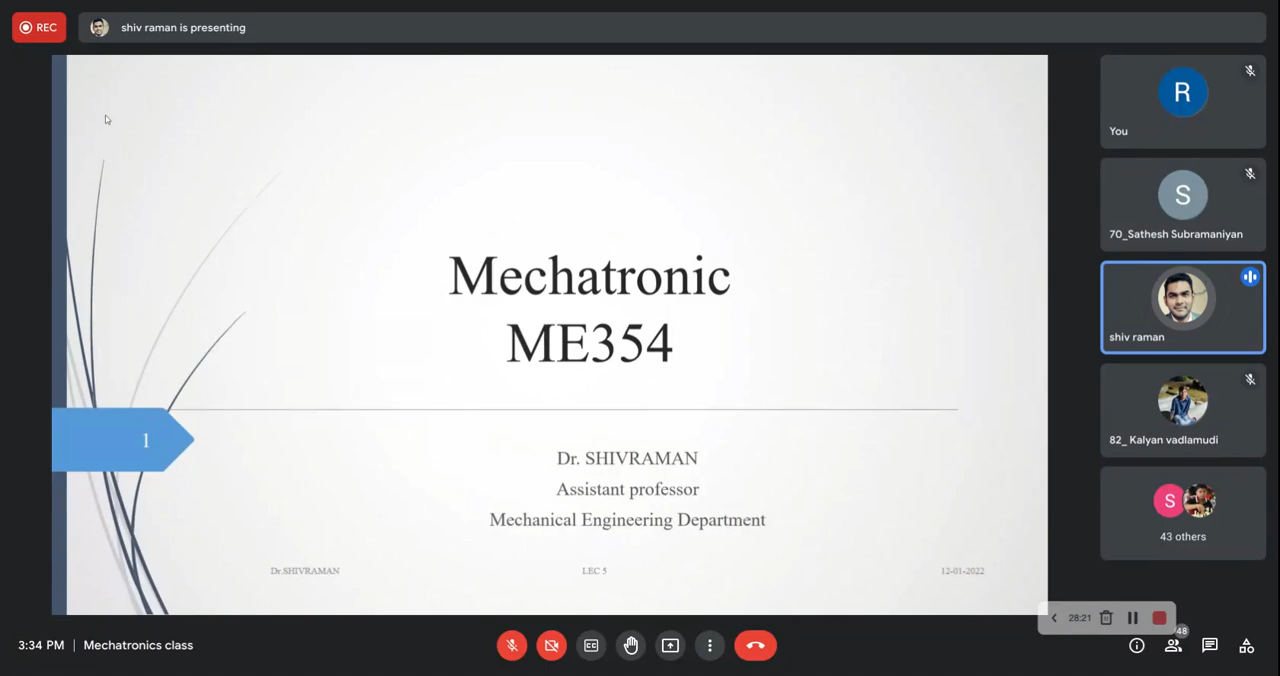 REC
shiv raman is presenting
R
You
S
70_Sathesh Subramaniyan
shiv raman
82_ Kalyan vadlamudi
S
43 others
Mechatronic
ME354
1
Dr. SHIVRAMAN
Assistant professor
Mechanical Engineering Department
Dr.SHIVRAMAN
LEC 5
12-01-2022
28:21
3:34 PM | Mechatronics class
CC
48